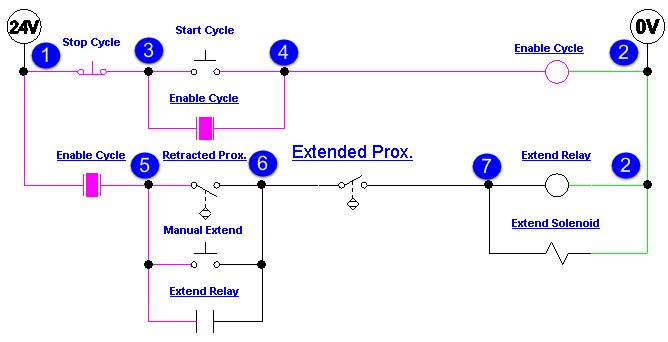 24V
0V
Stop Cycle
Start Cycle
Enable Cycle
1
3
4
2
Enable Cycle
Enable Cycle
Retracted Prox.
Extended Prox.
Extend Relay
5
6
7
2
Manual Extend
Extend Solenoid
Extend Relay